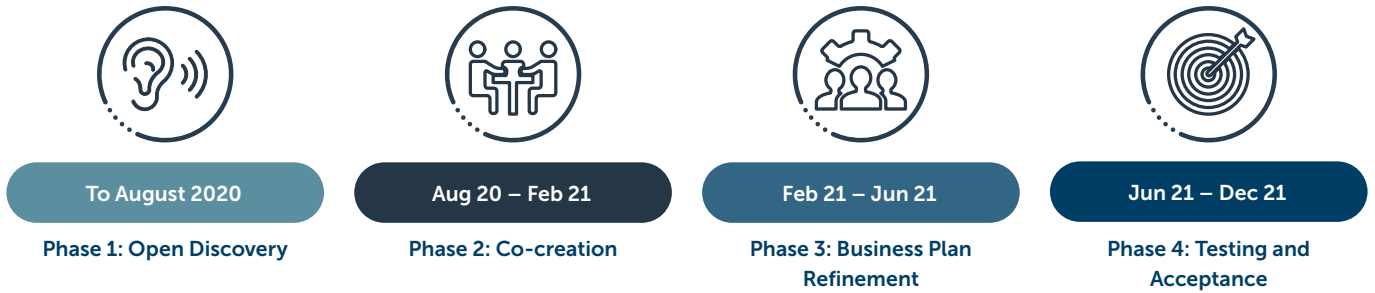 To August 2020
Aug 20 – Feb 21
Feb 21 – Jun 21
Jun 21 – Dec 21
Phase 1: Open Discovery
Phase 2: Co-creation
Phase 3: Business Plan
Refinement
Phase 4: Testing and
Acceptance